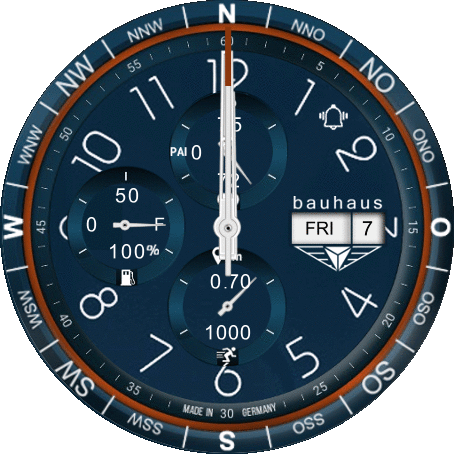 N
NNO
NO
ONO
O
OSO
SO
SSO
S
SSW
SW
WSW
W
WNW
NW
NNW
60
5
15
20
25
30
35
40
45
50
55
12
1
2
4
5
6
7
8
10
11
PAI 0
bauhaus
FRI 7
50
0 F
100%
0.70
1000
MADE IN GERMANY